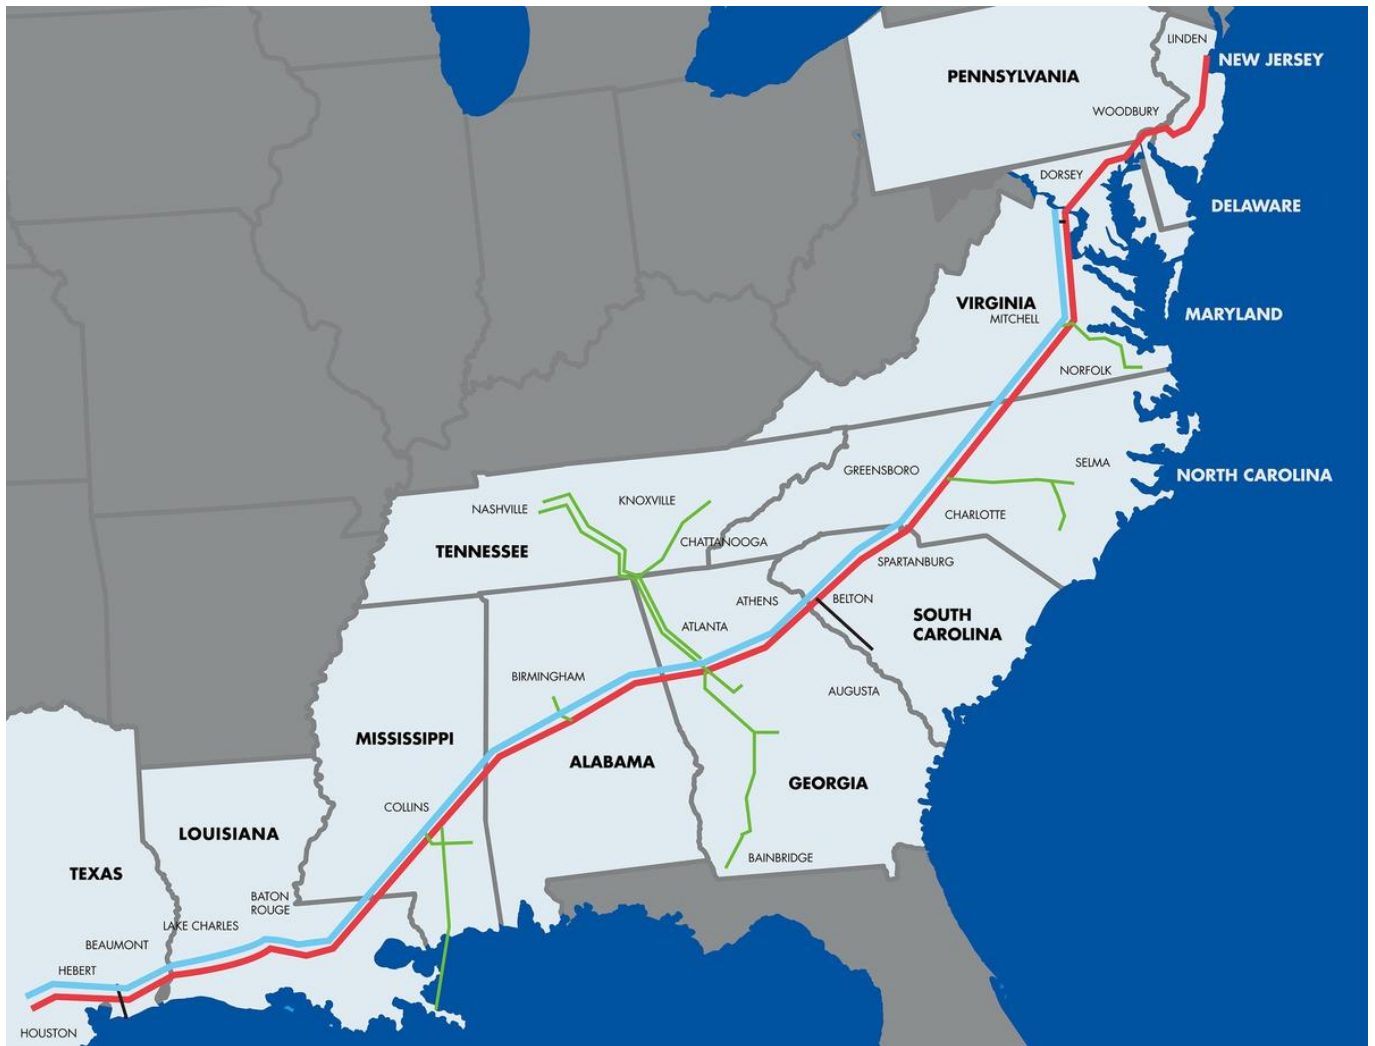 LINDEN
NEW JERSEY
PENNSYLVANIA
WOODBURY
DORSEY
DELAWARE
VIRGINIA
MITCHELL
MARYLAND
NORFOLK
GREENSBORO
SELMA
NORTH CAROLINA
KNOXVILLE
NASHVILLE
CHARLOTTE
CHATTANOOGA
TENNESSEE
SPARTANBURG
ATHENS
BELTON
SOUTH
CAROLINA
ATLANTA
BIRMINGHAM
AUGUSTA
MISSISSIPPI
ALABAMA
GEORGIA
COLLINS
LOUISIANA
BAINBRIDGE
TEXAS
BATON
ROUGE
LAKE CHARLES
BEAUMONT
HEBERT
HOUSTON